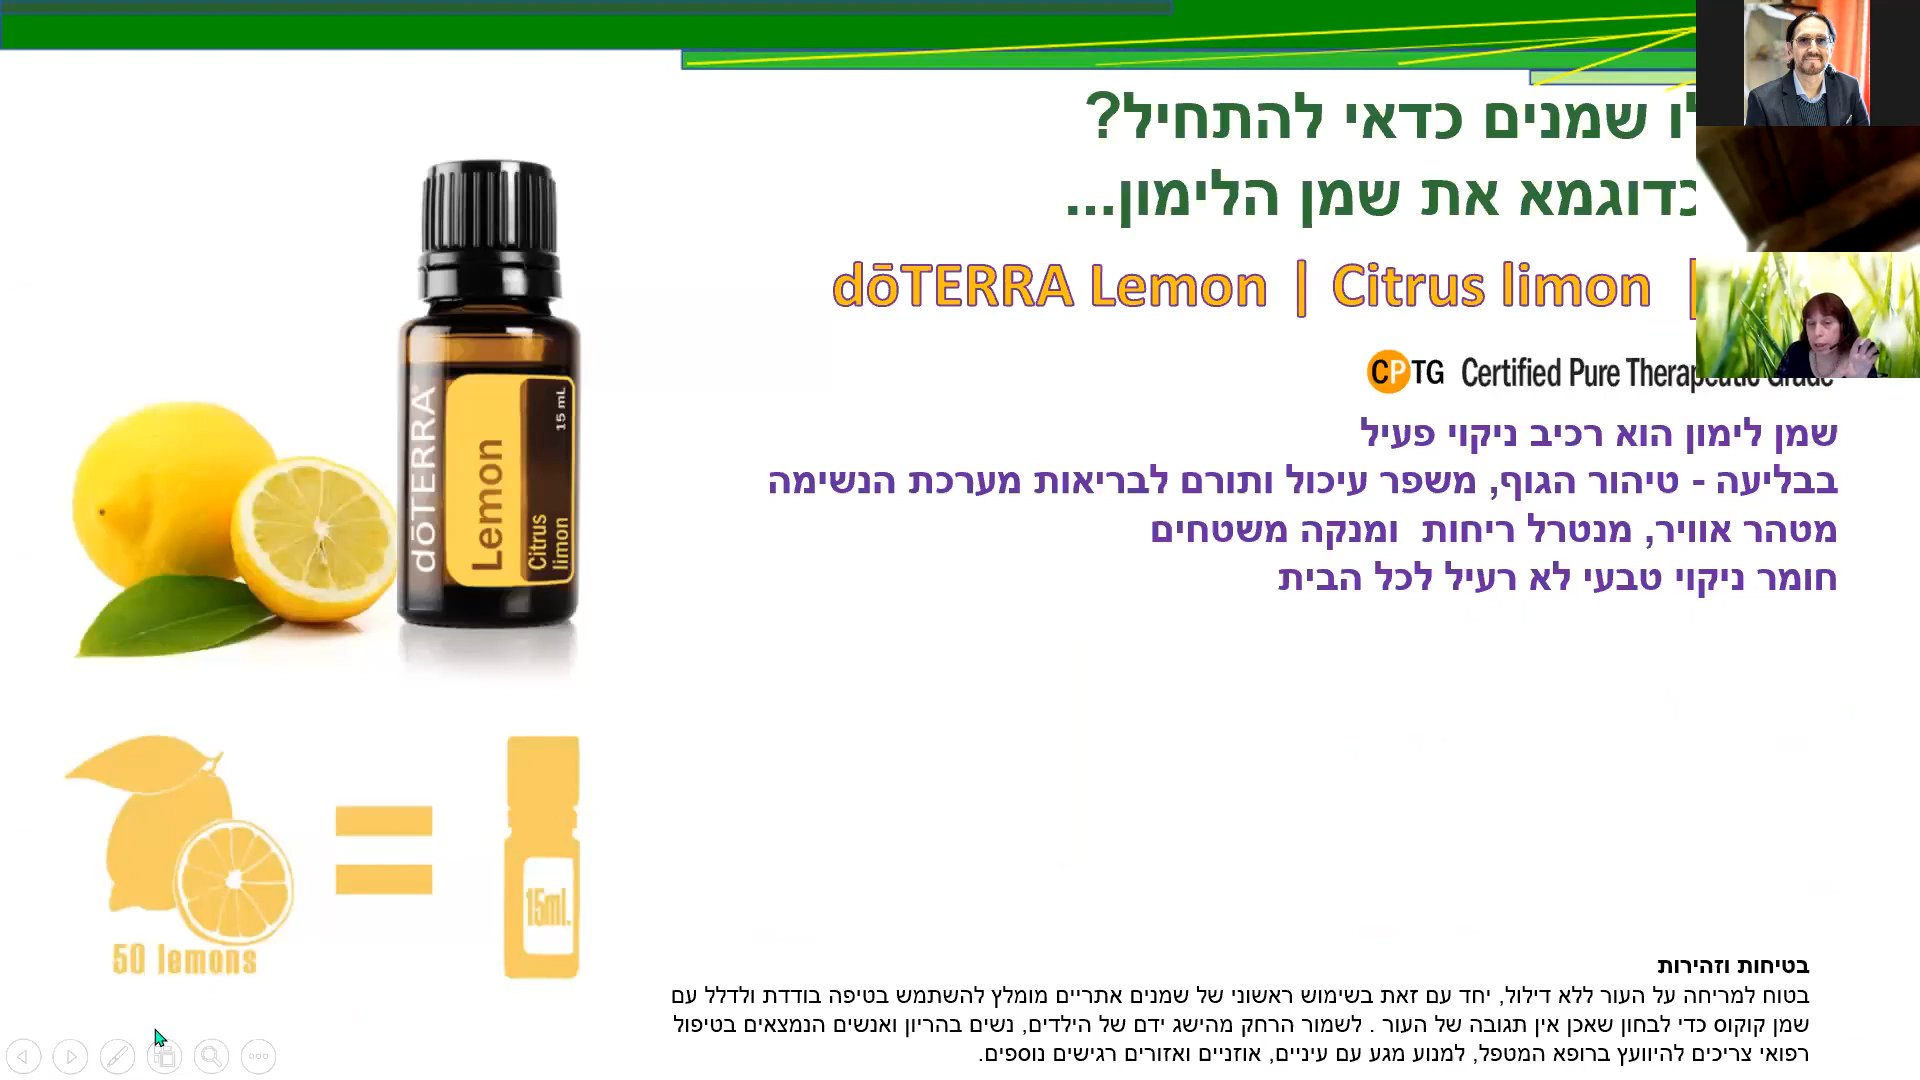 שמנים כדאי להתחיל?
כדוגמא את שמן הלימון...
dōTERRA Lemon | Citrus limon |
CPTG Certified Pure Therapeutic Grade
שמן לימון הוא רכיב ניקוי פעיל
בבליעה - טיהור הגוף, משפר עיכול ותורם לבריאות מערכת הנשימה
מטהר אוויר, מנטרל ריחות ומנקה משטחים
חומר ניקוי טבעי לא רעיל לכל הבית
dōTERRA
Lemon
Citrus limon
15 mL
50 lemons
15ml.
בטיחות וזהירות
בטוח למריחה על העור ללא דילול, יחד עם זאת בשימוש ראשוני של שמנים אתריים מומלץ להשתמש בטיפה בודדת ולדלל עם
שמן קוקוס כדי לבחון שאכן אין תגובה של העור . לשמור הרחק מהישג ידם של הילדים, נשים בהריון ואנשים הנמצאים בטיפול
רפואי צריכים להיוועץ ברופא המטפל, למנוע מגע עם עיניים, אוזניים ואזורים רגישים נוספים.